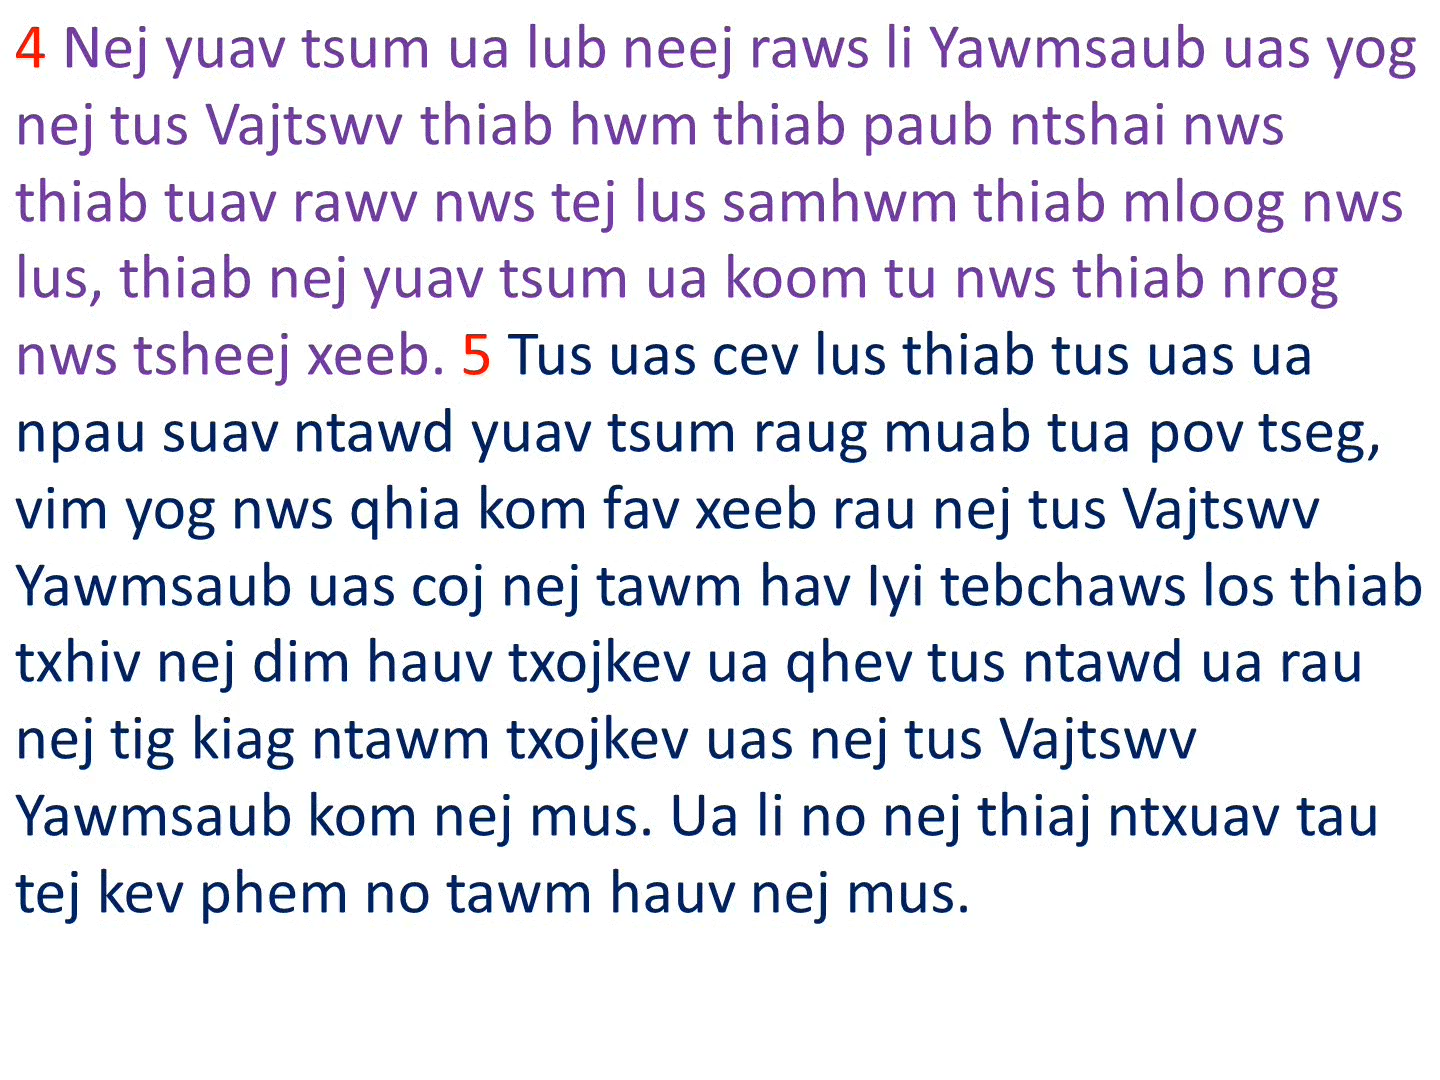 4 Nej yuav tsum ua lub neej raws li Yawmsaub uas yog
nej tus Vajtswv thiab hwm thiab paub ntshai nws
thiab tuav rawv nws tej lus samhwm thiab mloog nws
lus, thiab nej yuav tsum ua koom tu nws thiab nrog
nws tsheej xeeb. 5 Tus uas cev lus thiab tus uas ua
npau suav ntawd yuav tsum raug muab tua pov tseg,
vim yog nws qhia kom fav xeeb rau nej tus Vajtswv
Yawmsaub uas coj nej tawm hav Iyi tebchaws los thiab
txhiv nej dim hauv txojkev ua qhev tus ntawd ua rau
nej tig kiag ntawm txojkev uas nej tus Vajtswv
Yawmsaub kom nej mus. Ua li no nej thiaj ntxuav tau
tej kev phem no tawm hauv nej mus.